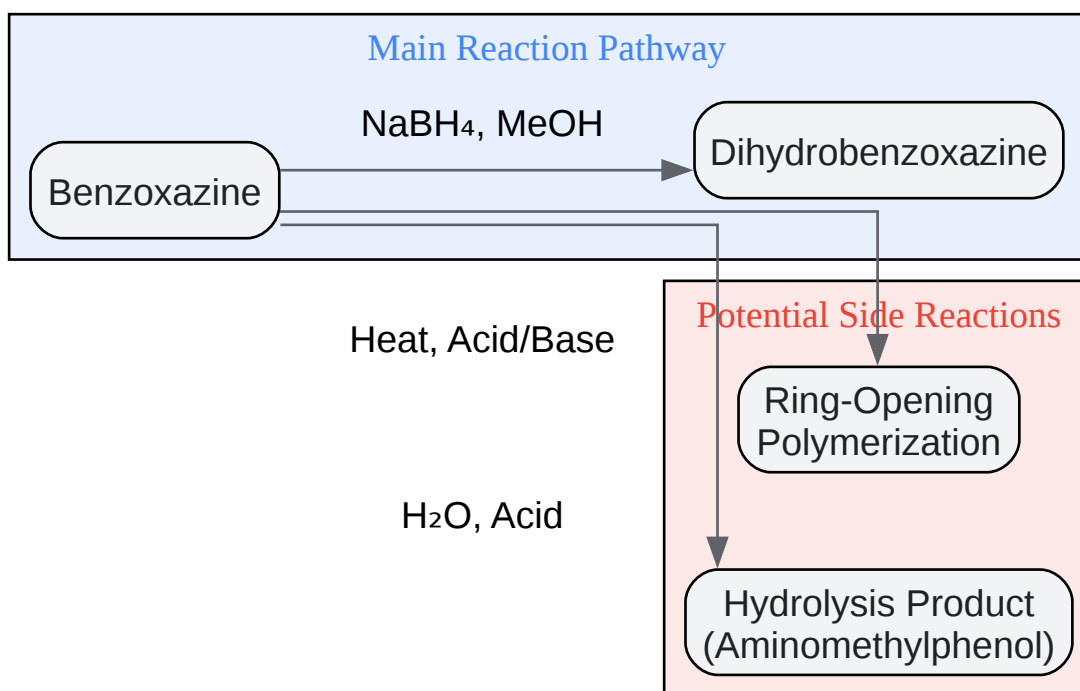 Main Reaction Pathway
NaBH₄, MeOH
Dihydrobenzoxazine
Benzoxazine
Potential Side Reactions
Heat, Acid/Base
Ring-Opening
Polymerization
H₂O, Acid
Hydrolysis Product
(Aminomethylphenol)